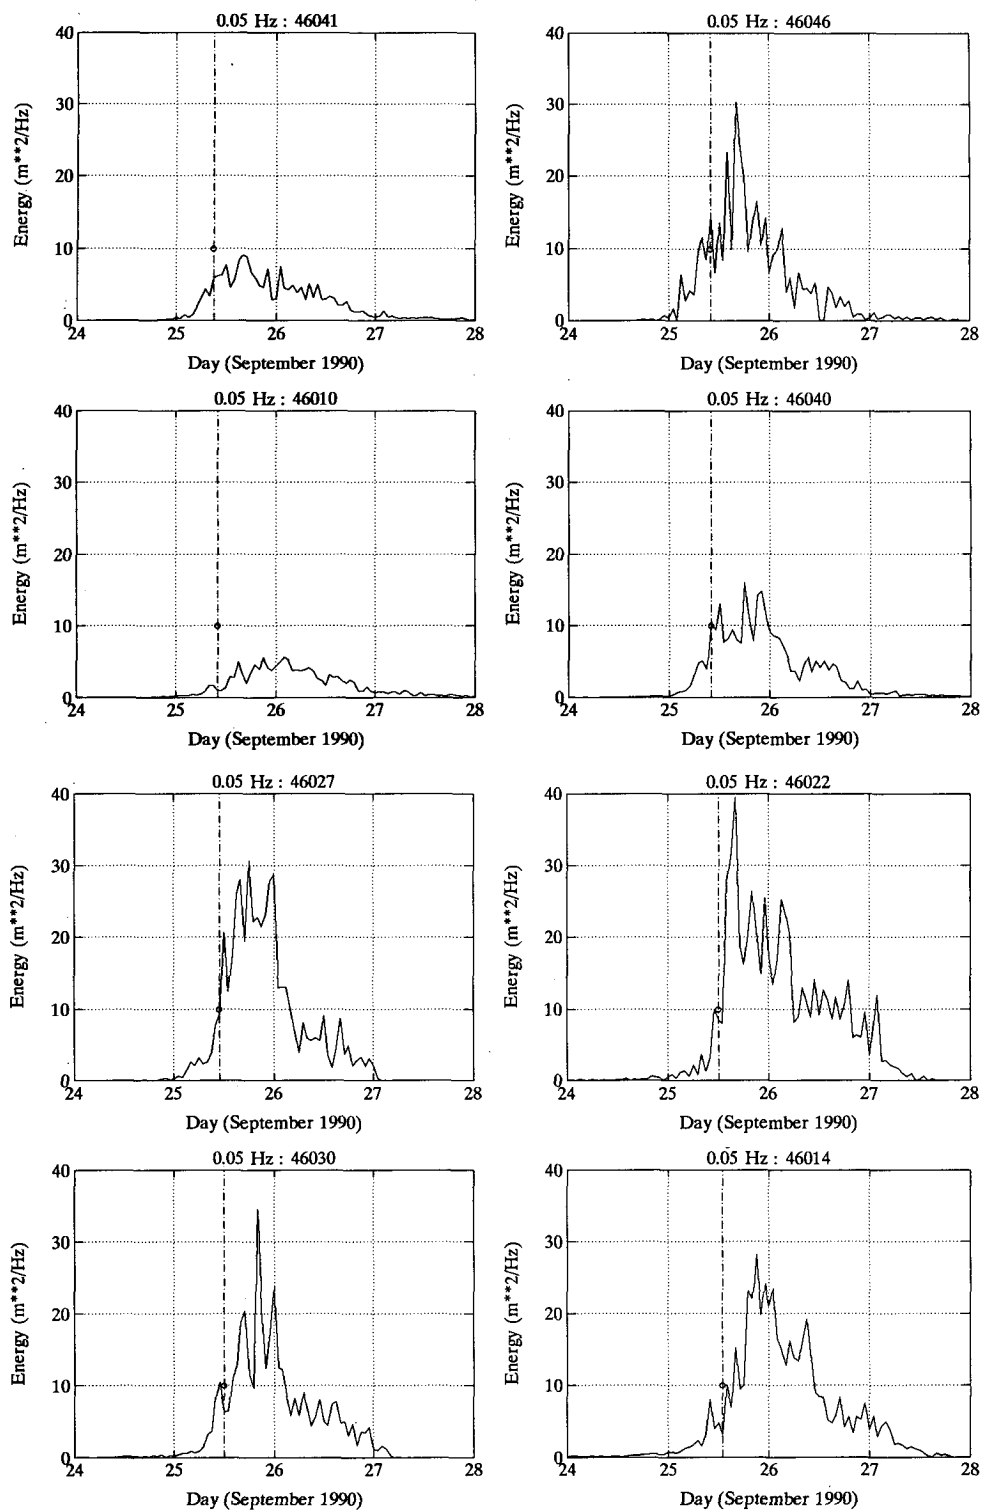 0.05 Hz : 46041
40
30
20
10
0
24 25 26 27 28
Energy (m**2/Hz)
Day (September 1990)
0.05 Hz : 46046
40
30
20
10
0
24 25 26 27 28
Energy (m**2/Hz)
Day (September 1990)
0.05 Hz : 46010
40
30
20
10
0
24 25 26 27 28
Energy (m**2/Hz)
Day (September 1990)
0.05 Hz : 46040
40
30
20
10
0
24 25 26 27 28
Energy (m**2/Hz)
Day (September 1990)
0.05 Hz : 46027
40
30
20
10
0
24 25 26 27 28
Energy (m**2/Hz)
Day (September 1990)
0.05 Hz : 46022
40
30
20
10
0
24 25 26 27 28
Energy (m**2/Hz)
Day (September 1990)
0.05 Hz : 46030
40
30
20
10
0
24 25 26 27 28
Energy (m**2/Hz)
Day (September 1990)
0.05 Hz : 46014
40
30
20
10
0
24 25 26 27 28
Energy (m**2/Hz)
Day (September 1990)